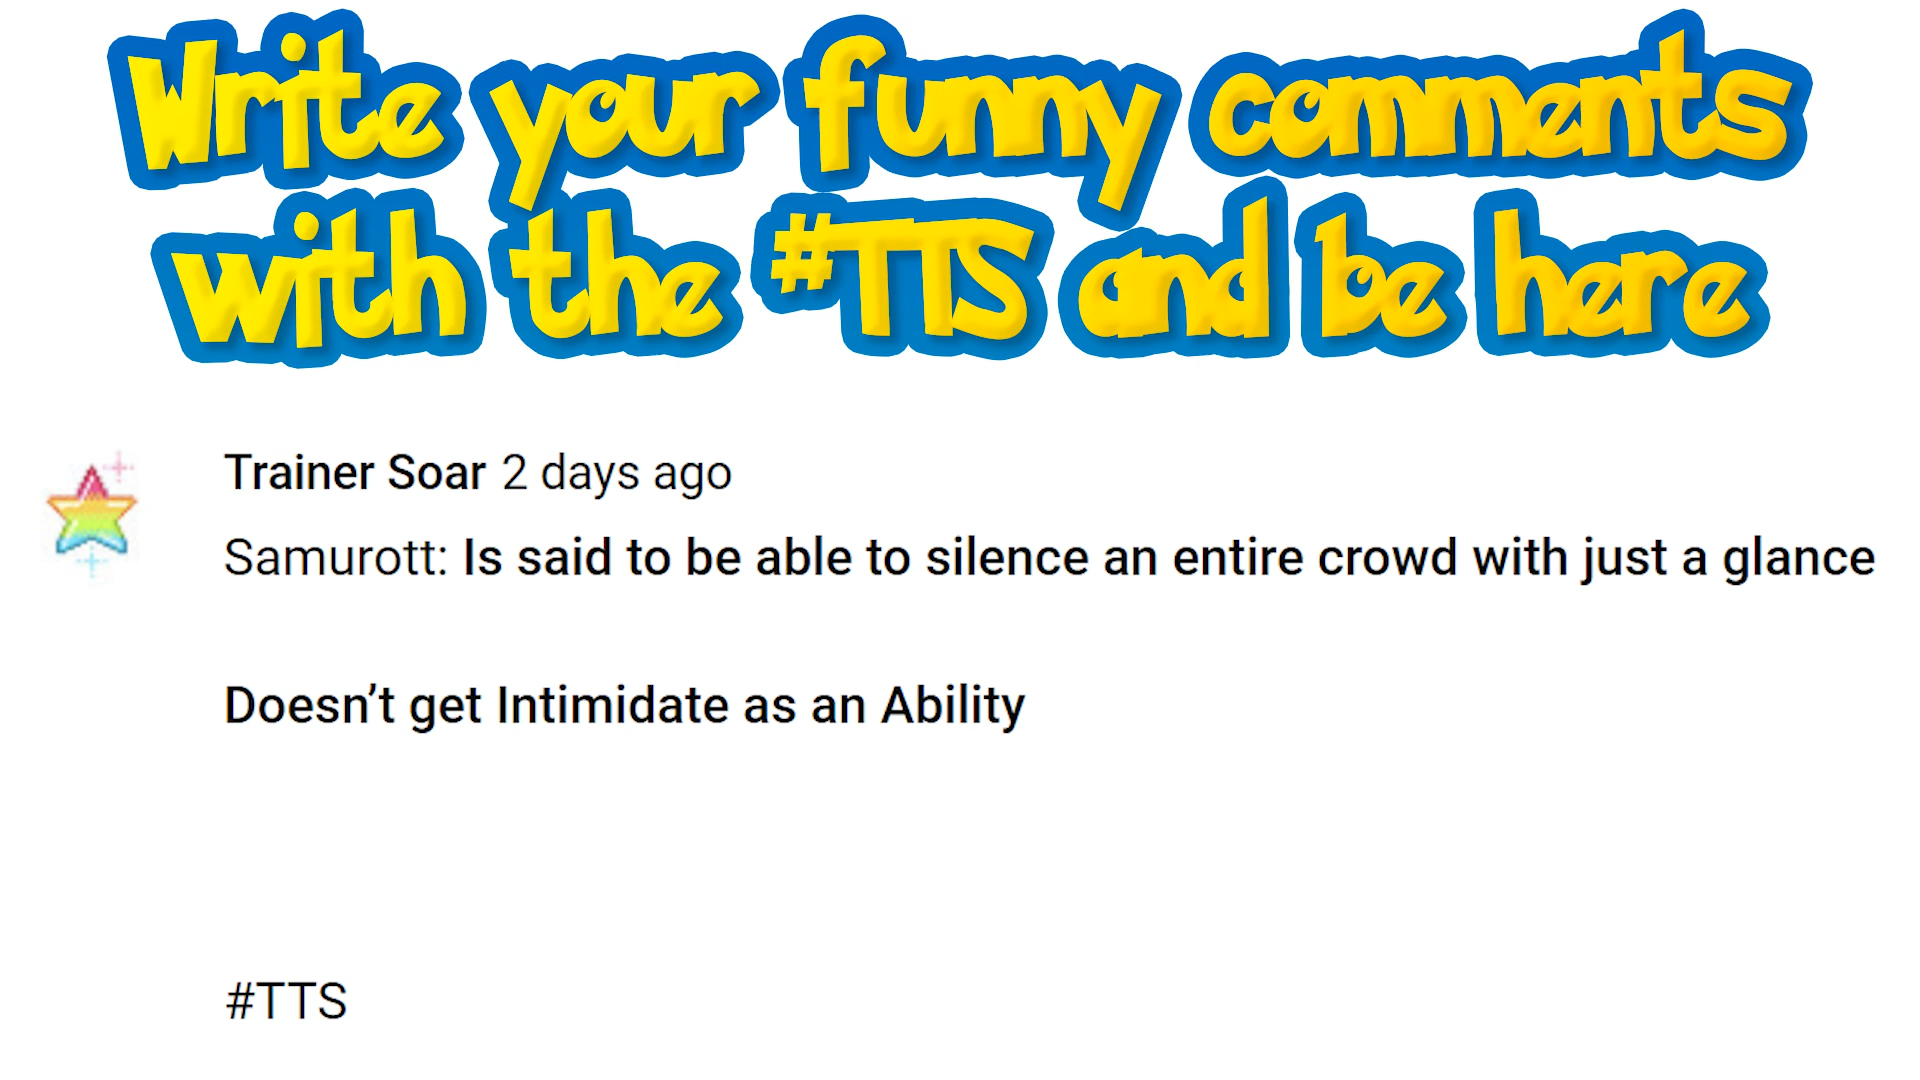 Write your funny comments
with the #TTS and be here
Trainer Soar 2 days ago
Samurott: Is said to be able to silence an entire crowd with just a glance
Doesn’t get Intimidate as an Ability
#TTS